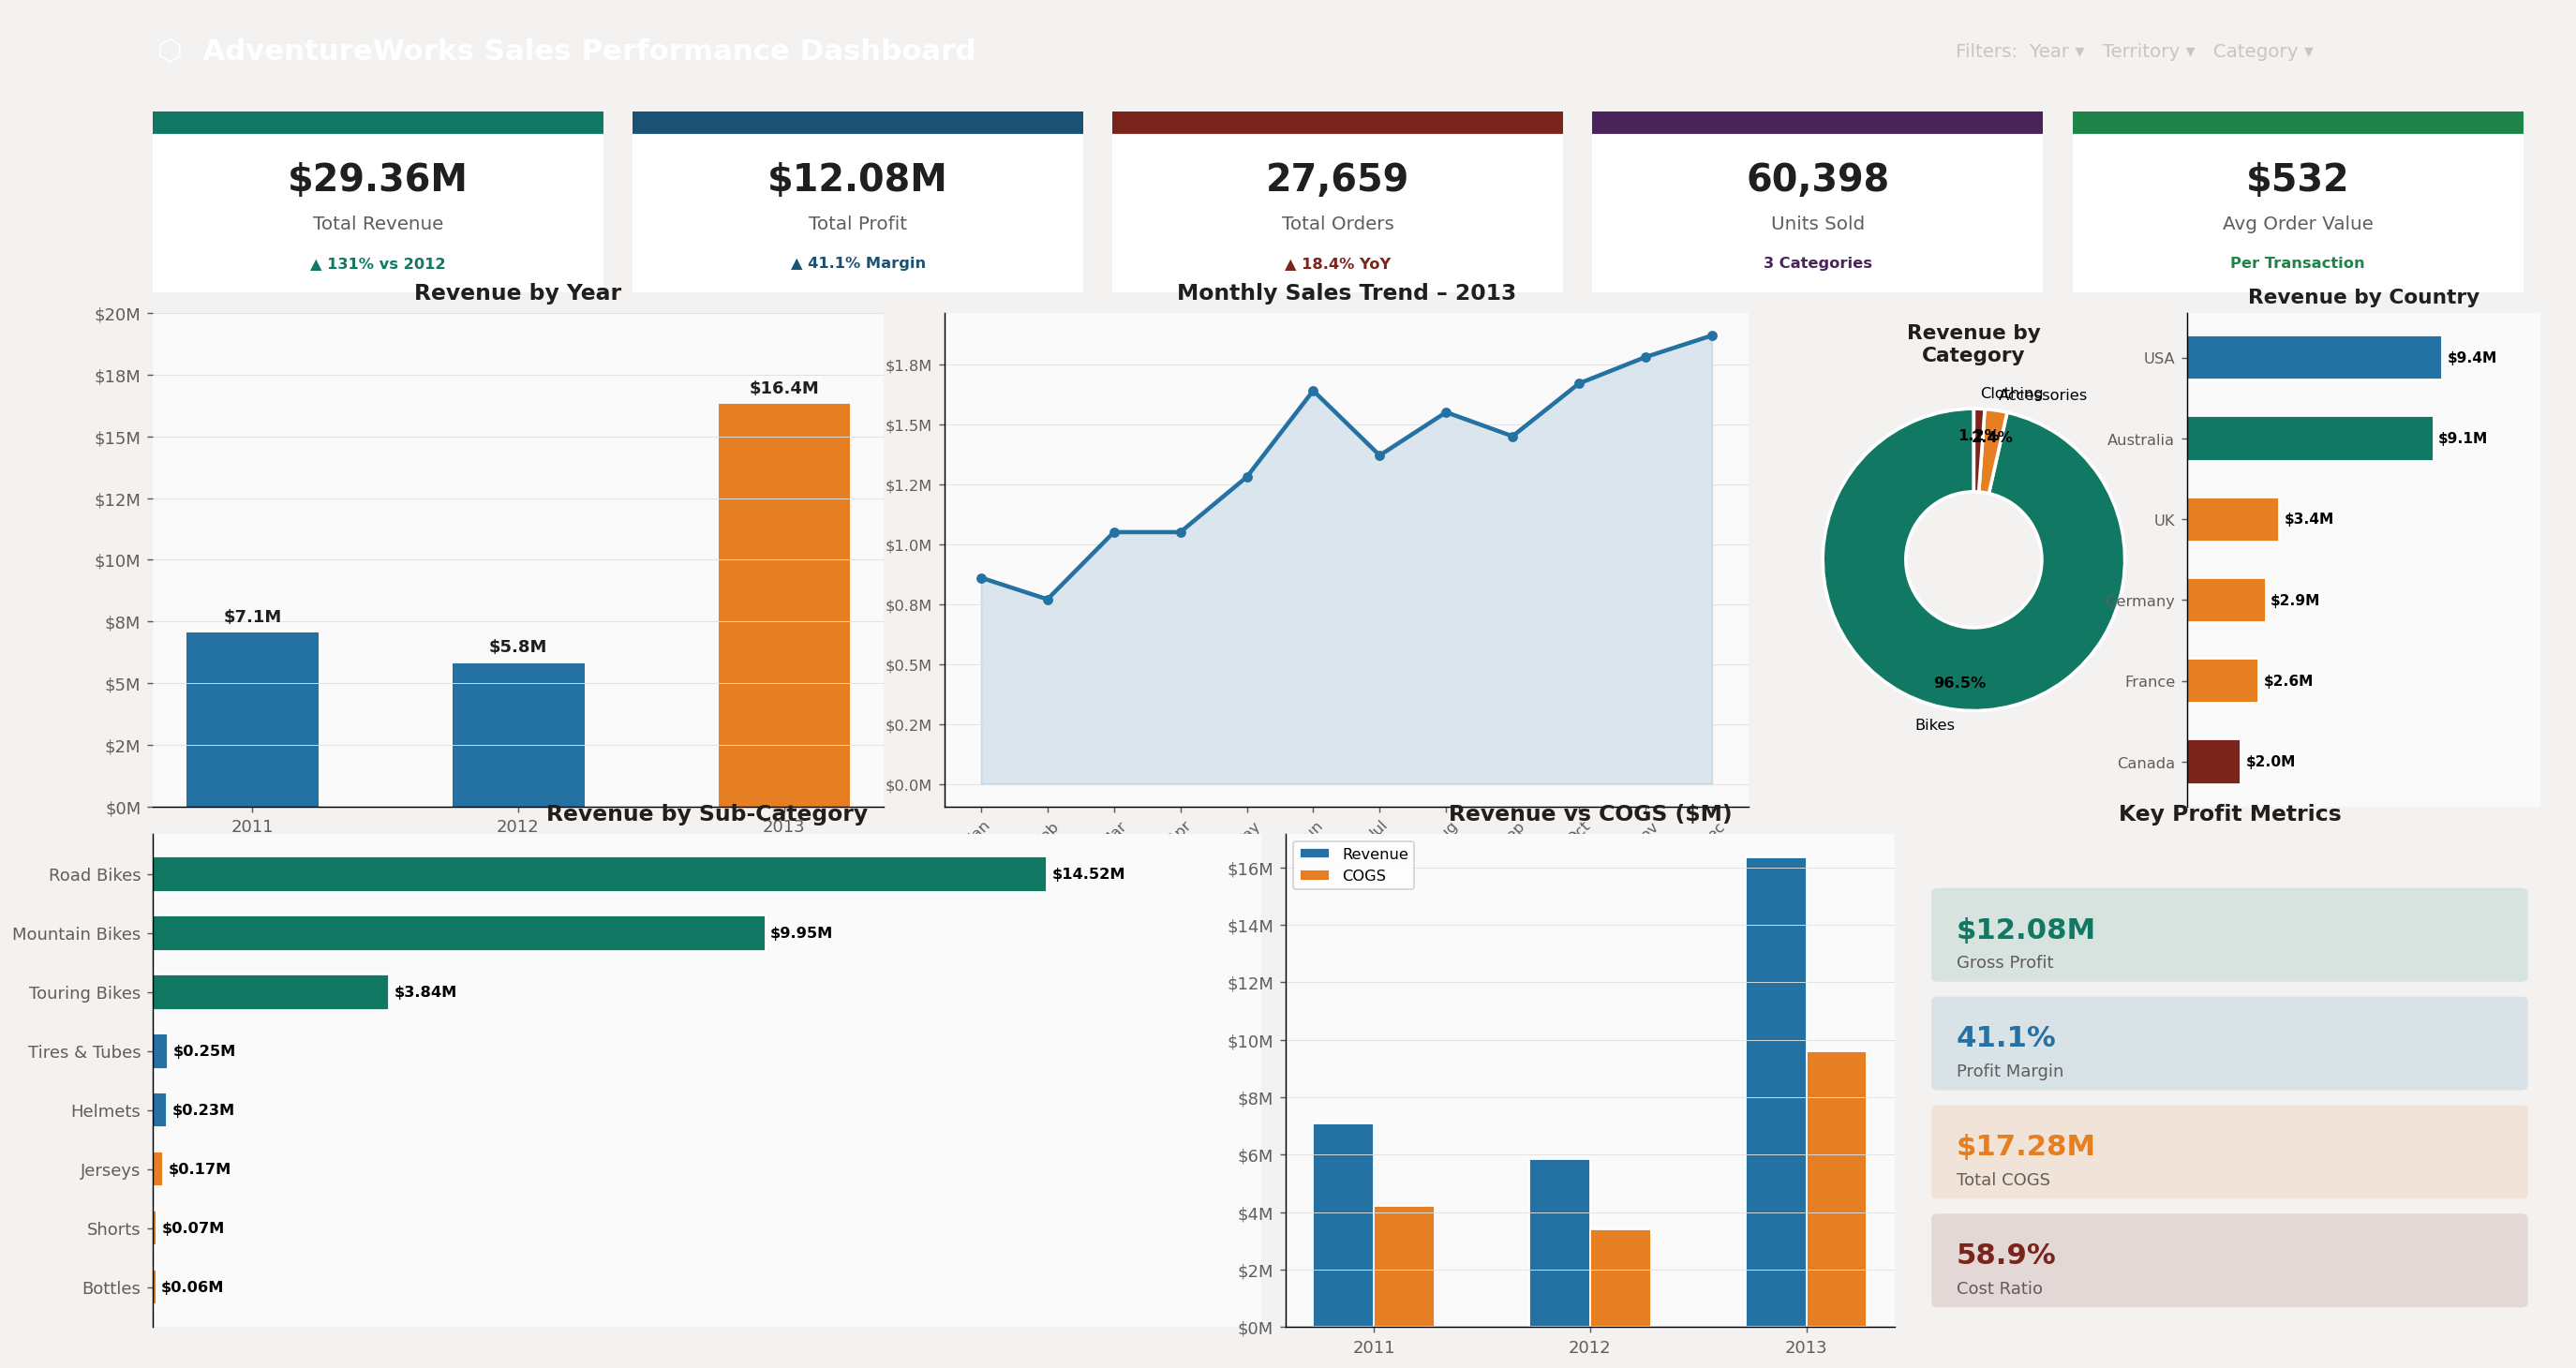 ⬡ AdventureWorks Sales Performance Dashboard
Filters: Year ▾ Territory ▾ Category ▾
$29.36M
Total Revenue
▲ 131% vs 2012
$12.08M
Total Profit
▲ 41.1% Margin
27,659
Total Orders
▲ 18.4% YoY
60,398
Units Sold
3 Categories
$532
Avg Order Value
Per Transaction
Revenue by Year
$20M
$18M
$15M
$12M
$10M
$8M
$5M
$2M
$0M
$7.1M
$5.8M
$16.4M
2011
2012
2013
Monthly Sales Trend – 2013
$1.8M
$1.5M
$1.2M
$1.0M
$0.8M
$0.5M
$0.2M
$0.0M
Jul
Oct
Revenue by
Category
Clothing
Accessories
1.2%
2.4%
96.5%
Bikes
Revenue by Country
USA
$9.4M
Australia
$9.1M
UK
$3.4M
Germany
$2.9M
France
$2.6M
Canada
$2.0M
Revenue by Sub-Category
Road Bikes
$14.52M
Mountain Bikes
$9.95M
Touring Bikes
$3.84M
Tires & Tubes
$0.25M
Helmets
$0.23M
Jerseys
$0.17M
Shorts
$0.07M
Bottles
$0.06M
Revenue vs COGS ($M)
Revenue
COGS
$16M
$14M
$12M
$10M
$8M
$6M
$4M
$2M
$0M
2011
2012
2013
Key Profit Metrics
$12.08M
Gross Profit
41.1%
Profit Margin
$17.28M
Total COGS
58.9%
Cost Ratio